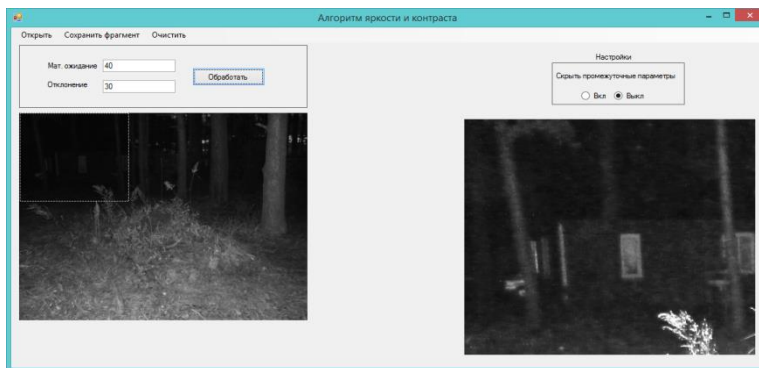 Алгоритм яркости и контраста
Открыть Сохранить фрагмент Очистить
Мат. ожидание 40
Отклонение 30
Обработать
Настройки
Скрыть промежуточные параметры
Вкл Выкл